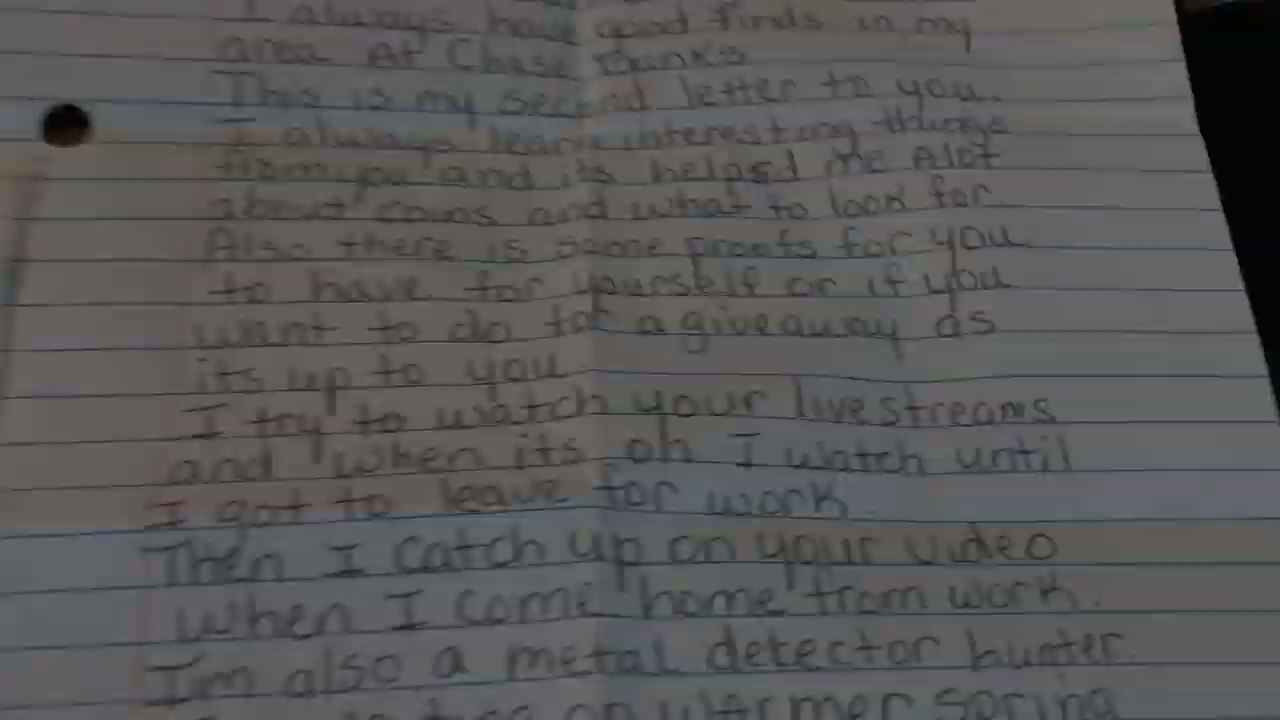 I always have good finds in my
area At Chase Banks
This is my second letter to you.
I always learn interesting things
from you and its helped me Alot
about coins and what to look for.
Also there is some proofs for you
to have for yourself or if you
want to do for a giveaway as
its up to you
I try to watch your livestreams
and when its on I watch until
I got to leave for work.
Then I catch up on your video
when I come home from work.
I'm also a metal detector hunter.
on warmer spring